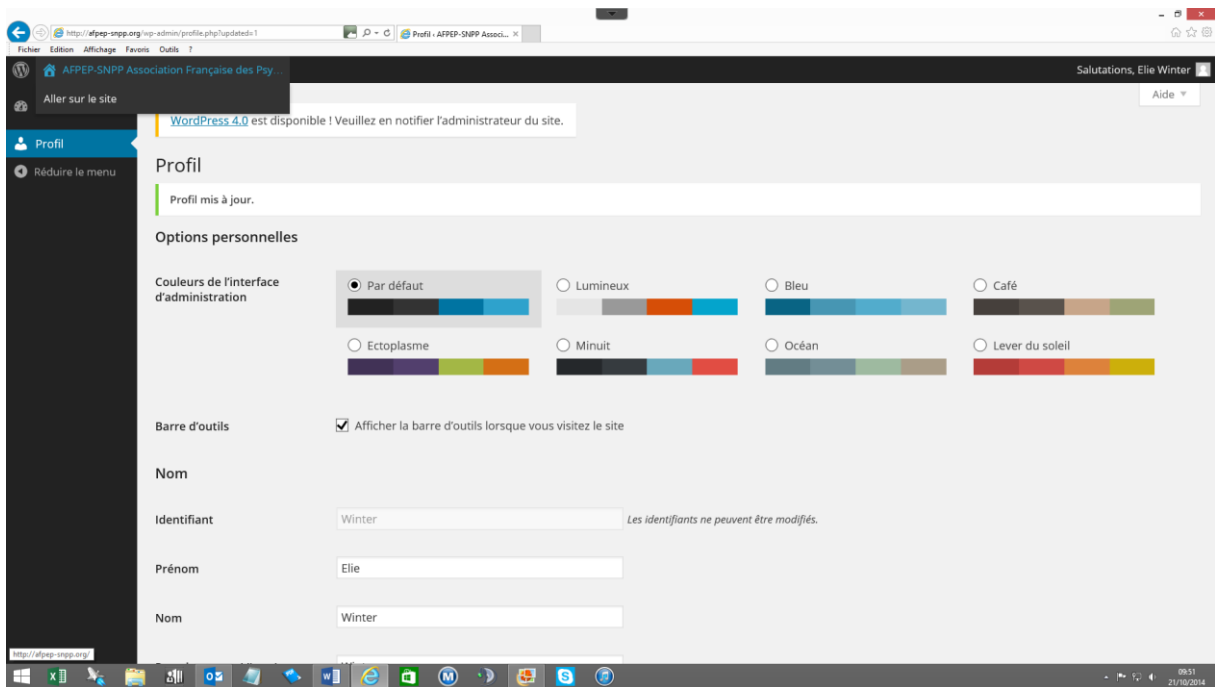 http://afpep-snpp.org/wp-admin/profile.php?updated=1
Profil ‹ AFPEP-SNPP Associ...
Fichier Edition Affichage Favoris Outils ?
AFPEP-SNPP Association Française des Psy...
Salutations, Elie Winter
Aller sur le site
Aide
WordPress 4.0 est disponible ! Veuillez en notifier l'administrateur du site.
Profil
Réduire le menu
Profil
Profil mis à jour.
Options personnelles
Couleurs de l'interface
d'administration
Par défaut
Lumineux
Bleu
Café
Ectoplasme
Minuit
Océan
Lever du soleil
Barre d'outils
Afficher la barre d'outils lorsque vous visitez le site
Nom
Identifiant
Winter
Les identifiants ne peuvent être modifiés.
Prénom
Elie
Nom
Winter
http://afpep-snpp.org/
09:51
21/10/2014